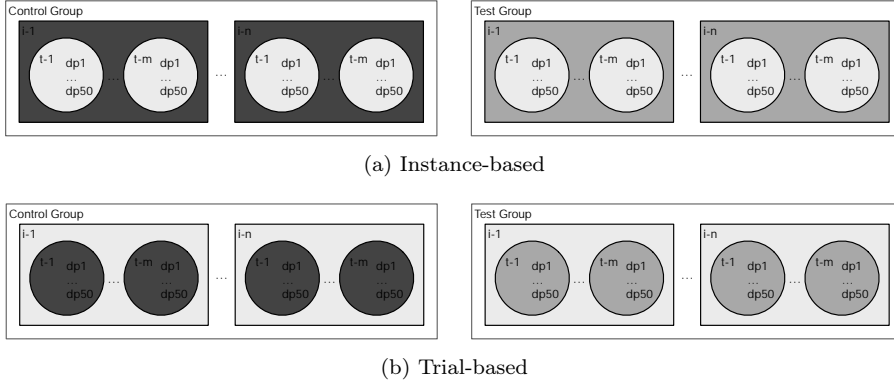 Control Group
i-1
t-1 dp1
...
dp50
...
t-m dp1
...
dp50
...
i-n
t-1 dp1
...
dp50
...
t-m dp1
...
dp50
Test Group
i-1
t-1 dp1
...
dp50
...
t-m dp1
...
dp50
...
i-n
t-1 dp1
...
dp50
...
t-m dp1
...
dp50
(a) Instance-based
Control Group
i-1
t-1 dp1
...
dp50
...
t-m dp1
...
dp50
...
i-n
t-1 dp1
...
dp50
...
t-m dp1
...
dp50
Test Group
i-1
t-1 dp1
...
dp50
...
t-m dp1
...
dp50
...
i-n
t-1 dp1
...
dp50
...
t-m dp1
...
dp50
(b) Trial-based